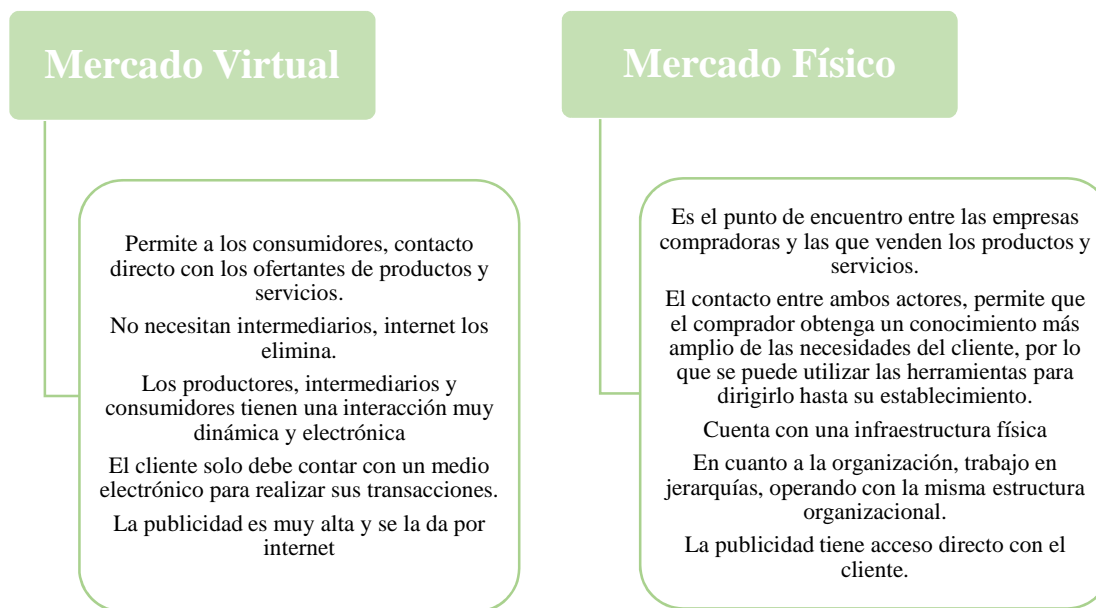 Mercado Virtual
Permite a los consumidores, contacto
directo con los ofertantes de productos y
servicios.
No necesitan intermediarios, internet los
elimina.
Los productores, intermediarios y
consumidores tienen una interacción muy
dinámica y electrónica
El cliente solo debe contar con un medio
electrónico para realizar sus transacciones.
La publicidad es muy alta y se la da por
internet
Mercado Físico
Es el punto de encuentro entre las empresas
compradoras y las que venden los productos y
servicios.
El contacto entre ambos actores, permite que
el comprador obtenga un conocimiento más
amplio de las necesidades del cliente, por lo
que se puede utilizar las herramientas para
dirigirlo hasta su establecimiento.
Cuenta con una infraestructura física
En cuanto a la organización, trabajo en
jerarquías, operando con la misma estructura
organizacional.
La publicidad tiene acceso directo con el
cliente.